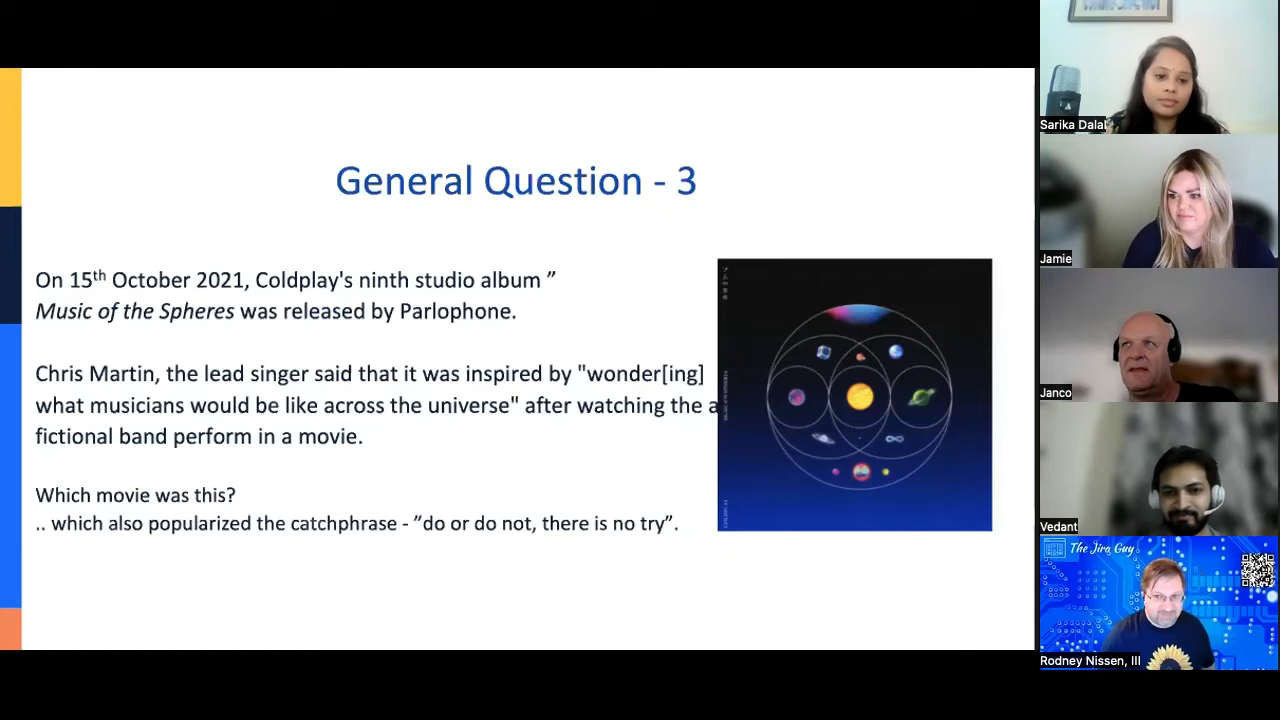 General Question - 3
On 15th October 2021, Coldplay's ninth studio album ”
Music of the Spheres was released by Parlophone.
Chris Martin, the lead singer said that it was inspired by "wonder[ing]
what musicians would be like across the universe" after watching the a
fictional band perform in a movie.
Which movie was this?
.. which also popularized the catchphrase - ”do or do not, there is no try”.
Sarika Dalal
Jamie
Janco
Vedant
The Jira Guy
Rodney Nissen, III